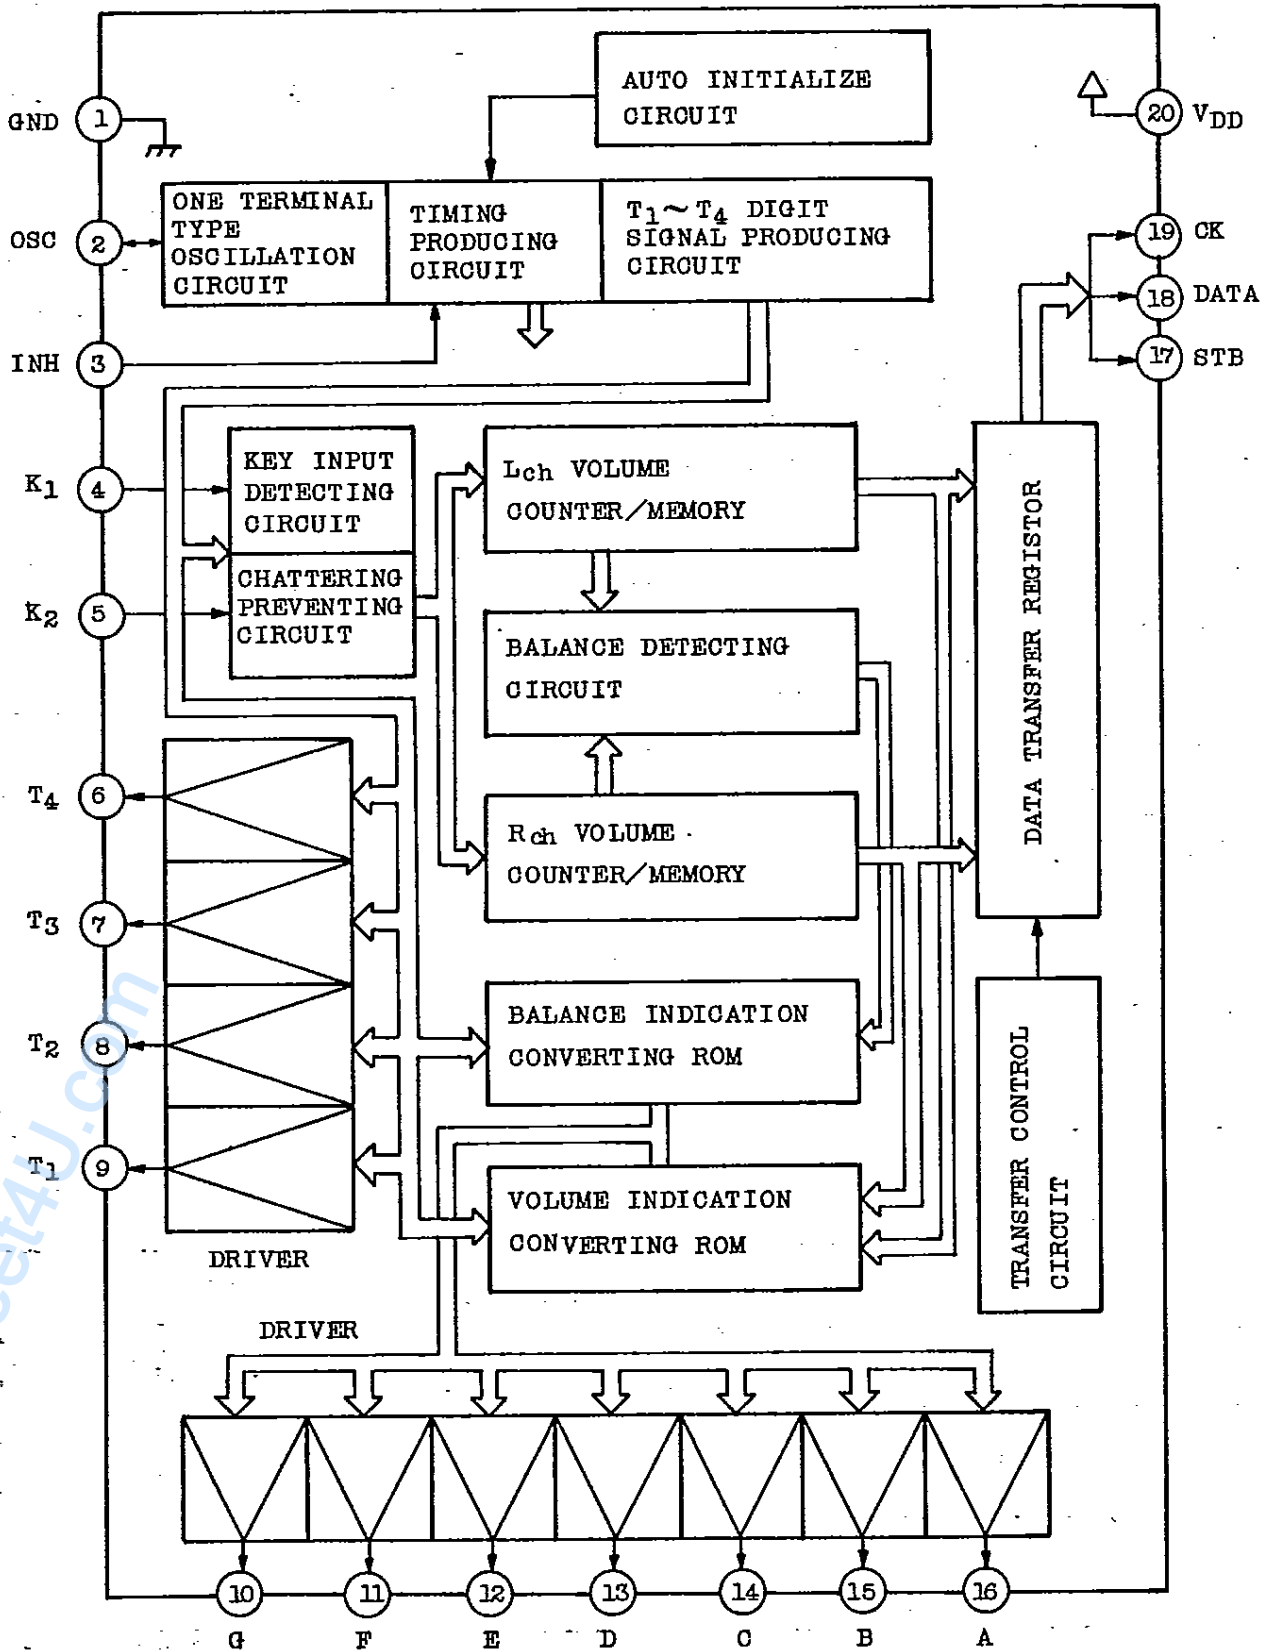 AUTO INITIALIZE
CIRCUIT
GND
1
20
VDD
ONE TERMINAL
TYPE
OSCILLATION
CIRCUIT
TIMING
PRODUCING
CIRCUIT
T1~T4 DIGIT
SIGNAL PRODUCING
CIRCUIT
OSC
2
19
CK
18
DATA
INH
3
17
STB
K1
4
KEY INPUT
DETECTING
CIRCUIT
Lch VOLUME
COUNTER/MEMORY
K2
5
CHATTERING
PREVENTING
CIRCUIT
BALANCE DETECTING
CIRCUIT
DATA TRANSFER REGISTOR
T4
6
Rch VOLUME
COUNTER/MEMORY
T3
7
T2
8
BALANCE INDICATION
CONVERTING ROM
TRANSFER CONTROL
CIRCUIT
T1
9
VOLUME INDICATION
CONVERTING ROM
DRIVER
DRIVER
10
11
12
13
14
15
16
G
F
E
D
C
B
A
et4U.com